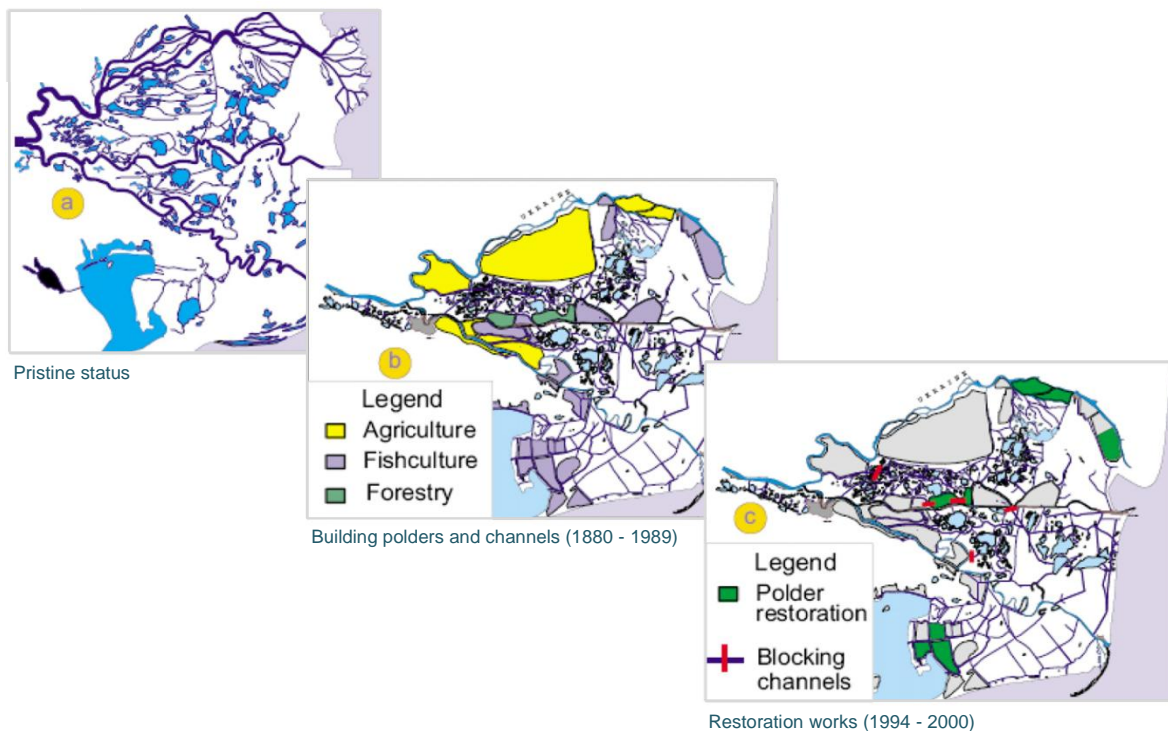 a
Pristine status
UKRAINE
b
Legend
Agriculture
Fishculture
Forestry
Building polders and channels (1880 - 1989)
UKRAINE
c
Legend
Polder
restoration
Blocking
channels
Restoration works (1994 - 2000)